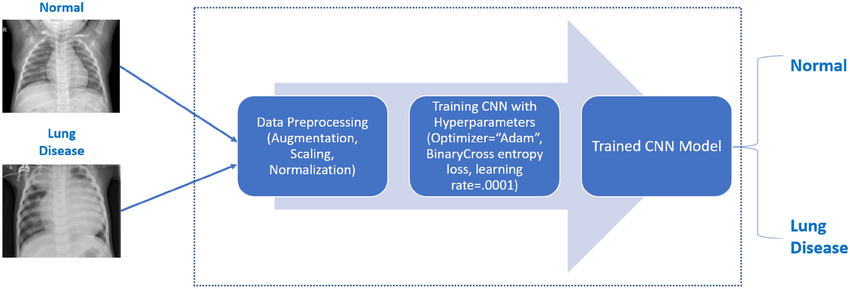 Normal
R
Lung
Disease
Data Preprocessing
(Augmentation,
Scaling,
Normalization)
Training CNN with
Hyperparameters
(Optimizer=“Adam”,
BinaryCross entropy
loss, learning
rate=.0001)
Trained CNN Model
Normal
Lung
Disease